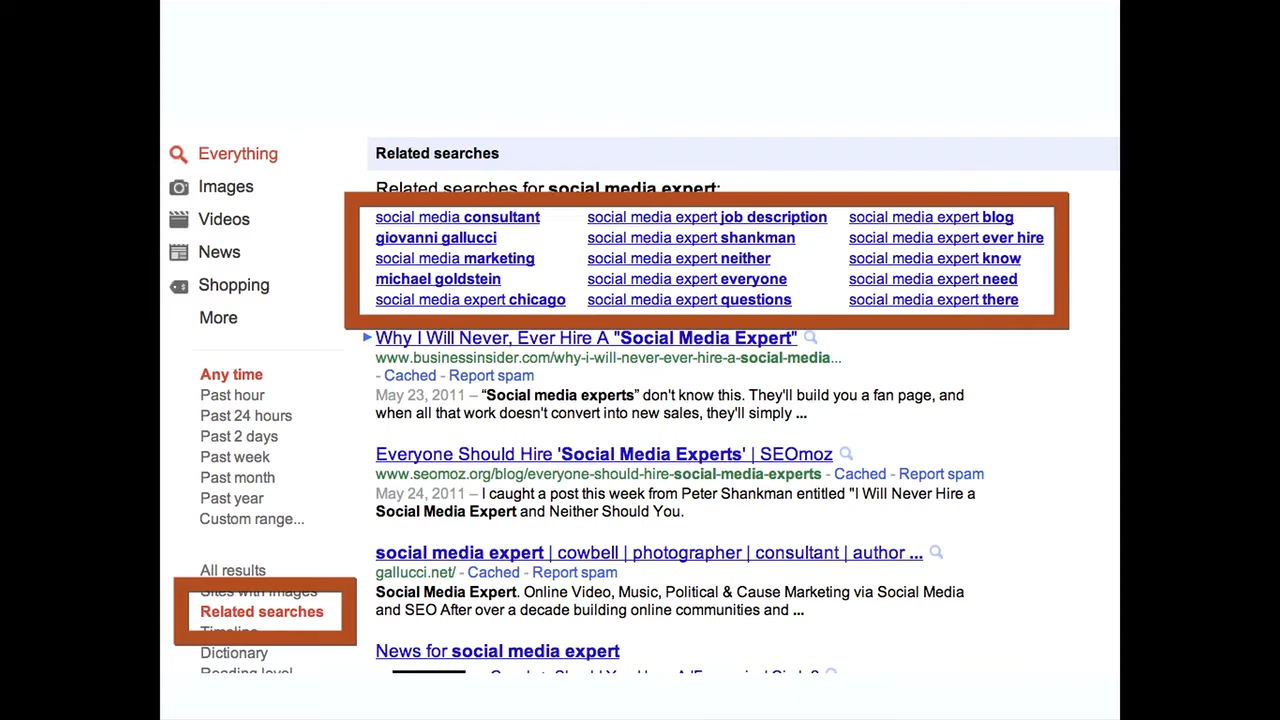 Everything
Images
Videos
News
Shopping
More
Any time
Past hour
Past 24 hours
Past 2 days
Past week
Past month
Past year
Custom range...
All results
Sites with images
Related searches
Timeline
Dictionary
Reading level
Related searches
Related searches for social media expert:
social media consultant social media expert job description social media expert blog
giovanni gallucci social media expert shankman social media expert ever hire
social media marketing social media expert neither social media expert know
michael goldstein social media expert everyone social media expert need
social media expert chicago social media expert questions social media expert there
Why I Will Never, Ever Hire A "Social Media Expert"
www.businessinsider.com/why-i-will-never-ever-hire-a-social-media...
- Cached - Report spam
May 23, 2011 – “Social media experts” don't know this. They'll build you a fan page, and
when all that work doesn't convert into new sales, they'll simply ...
Everyone Should Hire 'Social Media Experts' | SEOmoz
www.seomoz.org/blog/everyone-should-hire-social-media-experts - Cached - Report spam
May 24, 2011 – I caught a post this week from Peter Shankman entitled "I Will Never Hire a
Social Media Expert and Neither Should You.
social media expert | cowbell | photographer | consultant | author ...
gallucci.net/ - Cached - Report spam
Social Media Expert. Online Video, Music, Political & Cause Marketing via Social Media
and SEO After over a decade building online communities and ...
News for social media expert